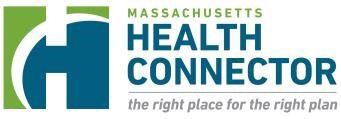 MASSACHUSETTS
HEALTH
CONNECTOR
the right place for the right plan